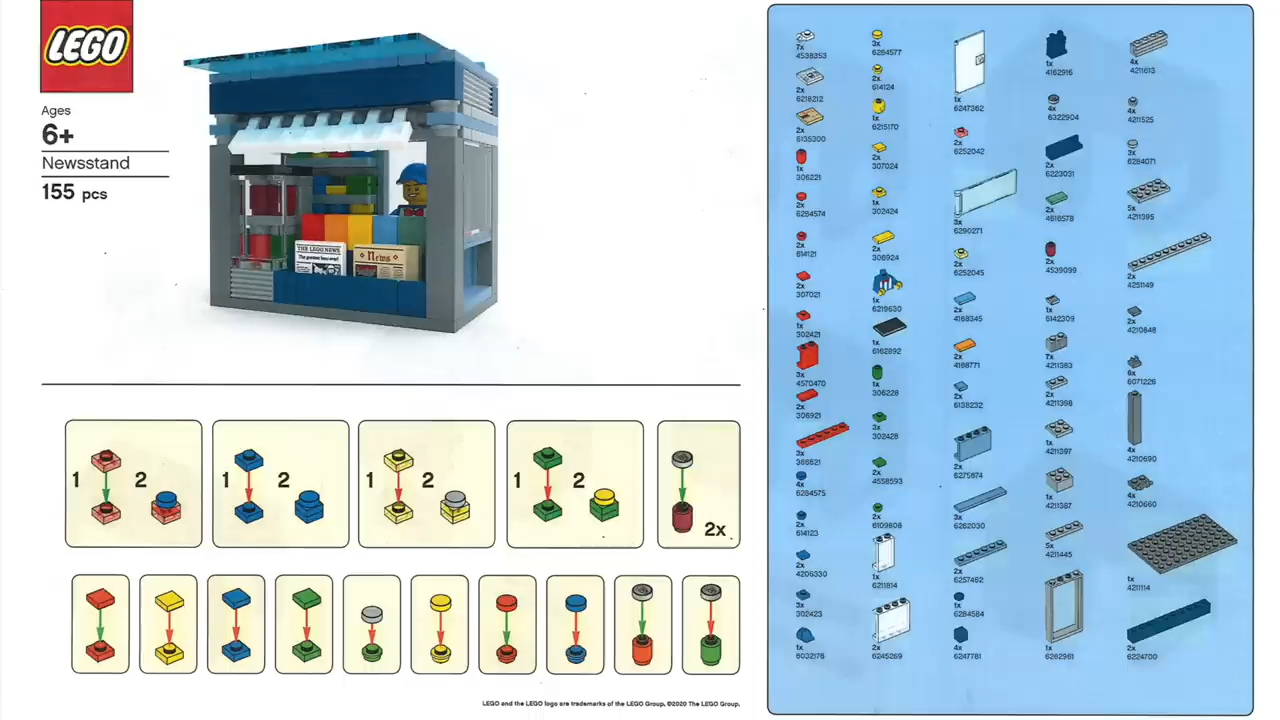 LEGO
Ages
6+
Newsstand
155 pcs
THE LEGO NEWS
The greatest fans ever!
News
1
2
1
2
1
2
1
2
2x
LEGO and the LEGO logo are trademarks of the LEGO Group. ©2020 The LEGO Group.
7x
4538353
2x
6218212
2x
6135300
1x
306221
2x
6284574
2x
614121
2x
307021
1x
302421
3x
4570470
2x
306921
3x
366621
4x
6284575
2x
614123
2x
4206330
3x
302423
1x
6032176
3x
6284577
2x
614124
1x
6215170
2x
307024
1x
302424
2x
306924
1x
6219630
1x
6162892
1x
306228
3x
302428
2x
4558593
2x
6109808
1x
6211814
2x
6245269
1x
6247362
2x
6252042
3x
6290271
2x
6252045
2x
4168345
2x
4188771
2x
6138232
2x
6275874
3x
6262030
2x
6257462
1x
6284584
4x
6247781
1x
4162916
4x
6322904
2x
6223031
2x
4616578
2x
4539099
1x
6142309
7x
4211383
2x
4211398
1x
4211397
1x
4211387
5x
4211445
1x
6262961
4x
4211613
4x
4211525
3x
6284071
5x
4211395
2x
4251149
2x
4210848
6x
6071226
4x
4210690
4x
4210660
1x
4211114
2x
6224700